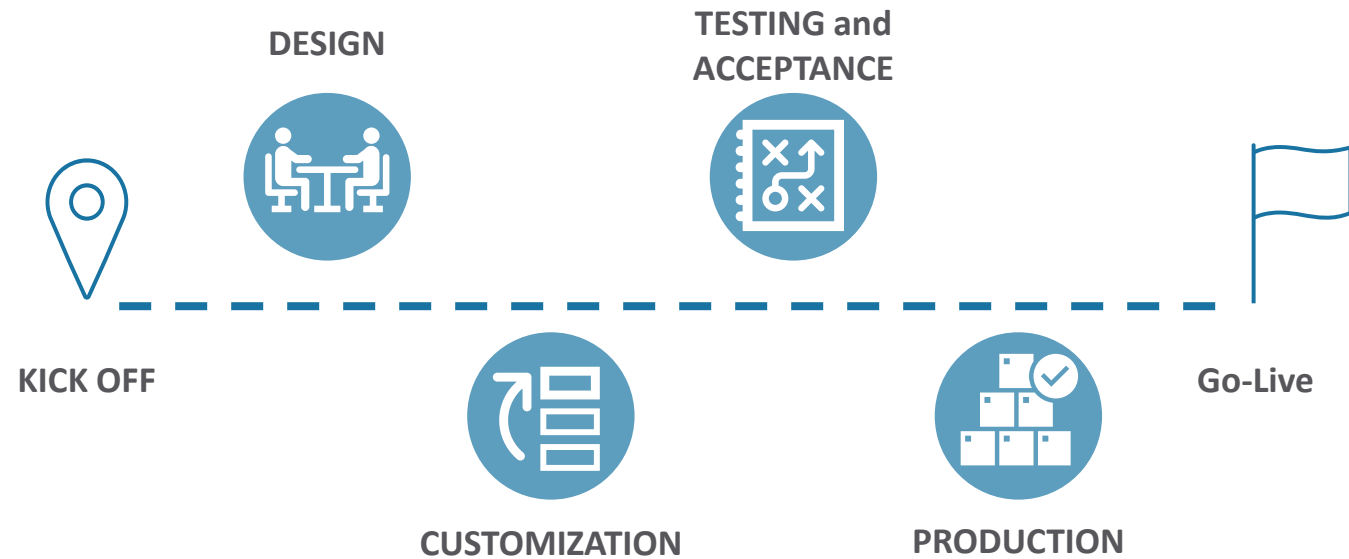 DESIGN
TESTING and
ACCEPTANCE
KICK OFF
Go-Live
CUSTOMIZATION
PRODUCTION